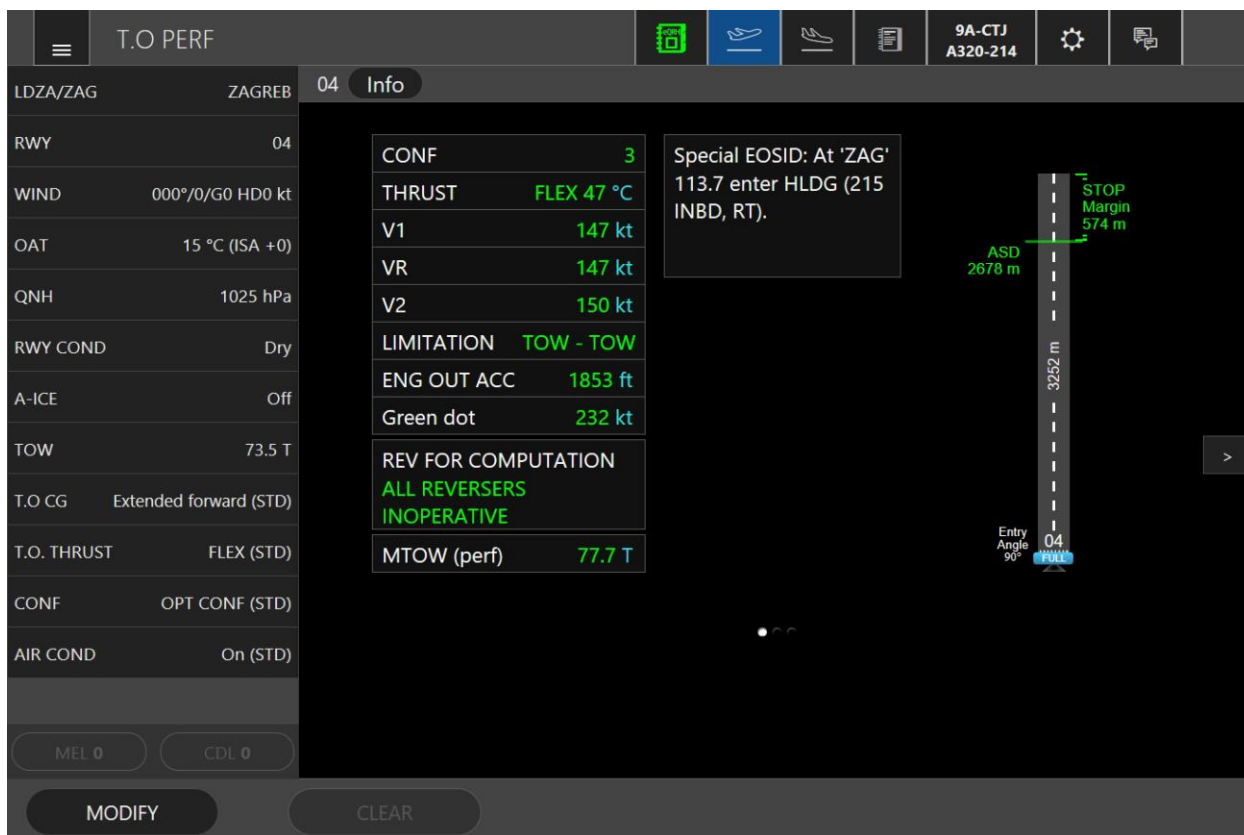 T.O PERF
eQRH
9A-CTJ
A320-214
LDZA/ZAG ZAGREB
RWY 04
WIND 000°/0/G0 HD0 kt
OAT 15 °C (ISA +0)
QNH 1025 hPa
RWY COND Dry
A-ICE Off
TOW 73.5 T
T.O CG Extended forward (STD)
T.O. THRUST FLEX (STD)
CONF OPT CONF (STD)
AIR COND On (STD)
MEL 0 CDL 0
MODIFY CLEAR
04 Info
CONF 3
THRUST FLEX 47 °C
V1 147 kt
VR 147 kt
V2 150 kt
LIMITATION TOW - TOW
ENG OUT ACC 1853 ft
Green dot 232 kt
REV FOR COMPUTATION
ALL REVERSERS
INOPERATIVE
MTOW (perf) 77.7 T
Special EOSID: At 'ZAG'
113.7 enter HLDG (215
INBD, RT).
STOP
Margin
574 m
ASD
2678 m
3252 m
Entry
Angle
90°
04
FULL
>